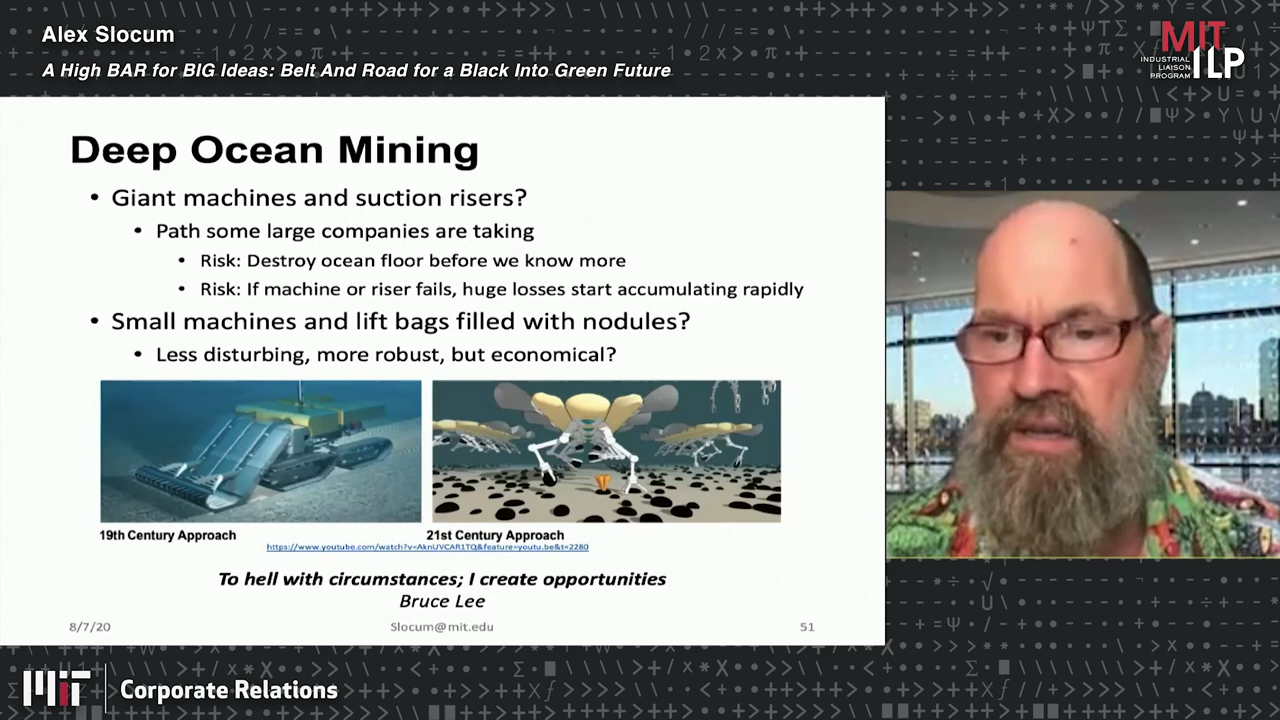 Alex Slocum
A High BAR for BIG Ideas: Belt And Road for a Black Into Green Future
MIT
INDUSTRIAL
LIAISON
PROGRAM
ILP
Deep Ocean Mining
• Giant machines and suction risers?
• Path some large companies are taking
• Risk: Destroy ocean floor before we know more
• Risk: If machine or riser fails, huge losses start accumulating rapidly
• Small machines and lift bags filled with nodules?
• Less disturbing, more robust, but economical?
19th Century Approach
21st Century Approach
https://www.youtube.com/watch?v=AknUVCAR1TQ&feature=youtu.be&t=2280
To hell with circumstances; I create opportunities
Bruce Lee
8/7/20
Slocum@mit.edu
51
MIT
Corporate Relations